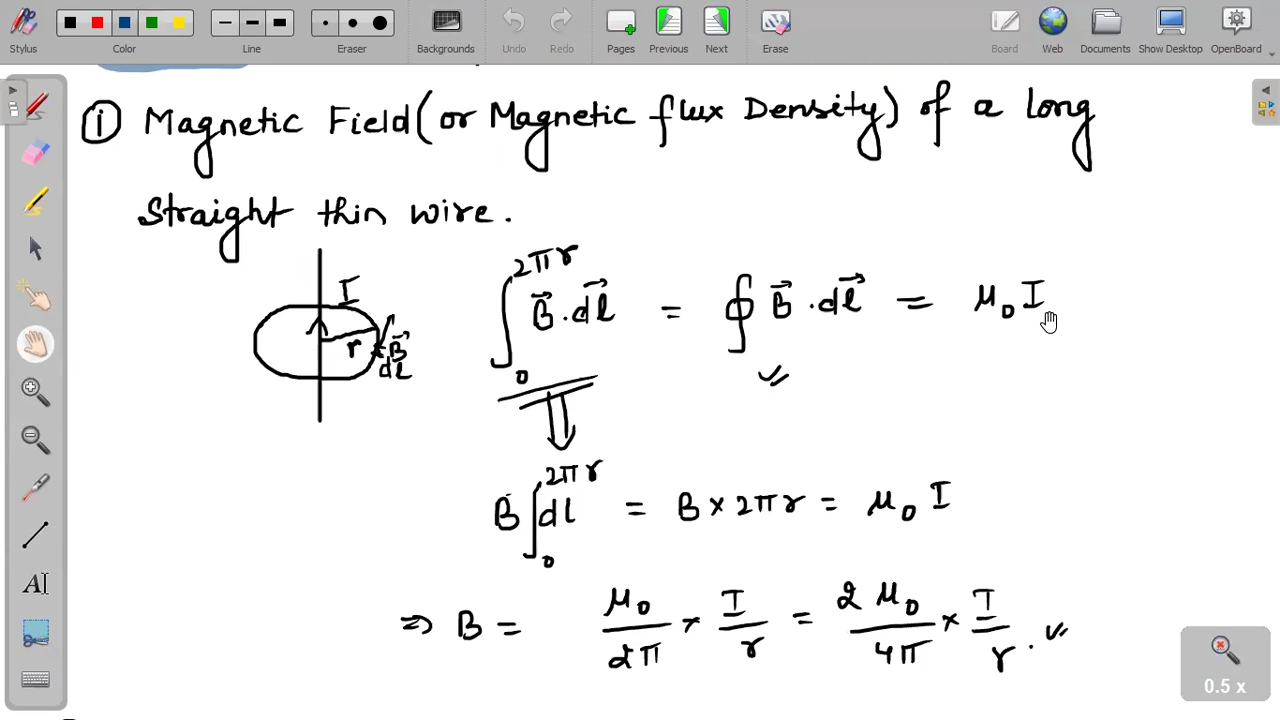 Stylus
Color
Line
Eraser
Backgrounds
Undo
Redo
Pages
Previous
Next
Erase
Board
Web
Documents
Show Desktop
OpenBoard
(i) Magnetic Field (or Magnetic flux Density) of a long
Straight thin wire.
I
r
B⃗
dl
∫₀^{2πr} B⃗ · dl⃗ = ∮ B⃗ · dl⃗ = μ₀ I
B ∫₀^{2πr} dl = B × 2πr = μ₀ I
⇒ B = μ₀/2π × I/r = 2μ₀/4π × I/r .
0.5 x